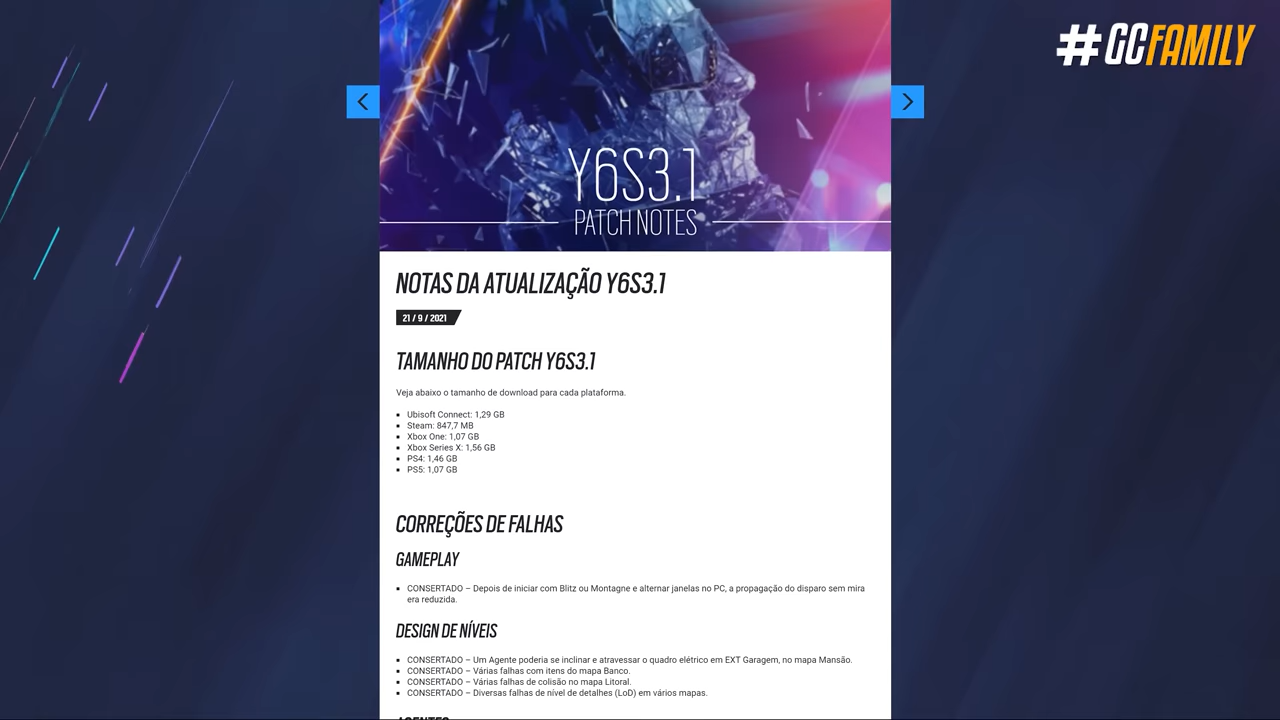 #GCFAMILY
Y6S3.1
PATCH NOTES
NOTAS DA ATUALIZAÇÃO Y6S3.1
21 / 9 / 2021
TAMANHO DO PATCH Y6S3.1
Veja abaixo o tamanho de download para cada plataforma.
Ubisoft Connect: 1,29 GB
Steam: 847,7 MB
Xbox One: 1,07 GB
Xbox Series X: 1,56 GB
PS4: 1,46 GB
PS5: 1,07 GB
CORREÇÕES DE FALHAS
GAMEPLAY
CONSERTADO – Depois de iniciar com Blitz ou Montagne e alternar janelas no PC, a propagação do disparo sem mira
era reduzida.
DESIGN DE NÍVEIS
CONSERTADO – Um Agente poderia se inclinar e atravessar o quadro elétrico em EXT Garagem, no mapa Mansão.
CONSERTADO – Várias falhas com itens do mapa Banco.
CONSERTADO – Várias falhas de colisão no mapa Litoral.
CONSERTADO – Diversas falhas de nível de detalhes (LoD) em vários mapas.
AGENTES